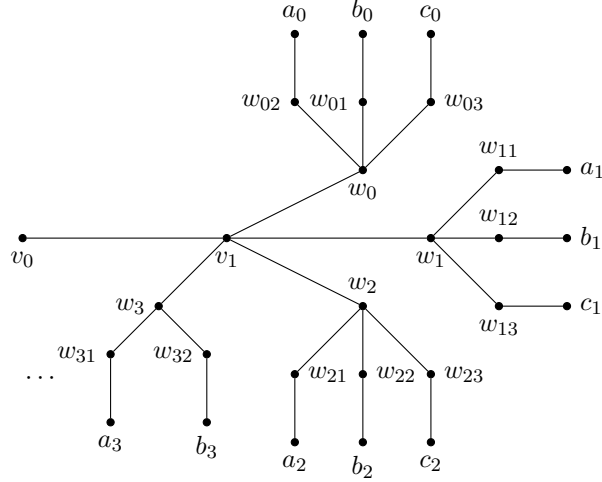 a₀ b₀ c₀
w₀₂ w₀₁ w₀₃
w₁₁ a₁
w₀
w₁₂ b₁
v₀ v₁ w₁
w₃ w₂ c₁
w₁₃
w₃₁ w₃₂
… w₂₁ w₂₂ w₂₃
a₃ b₃ a₂ b₂ c₂